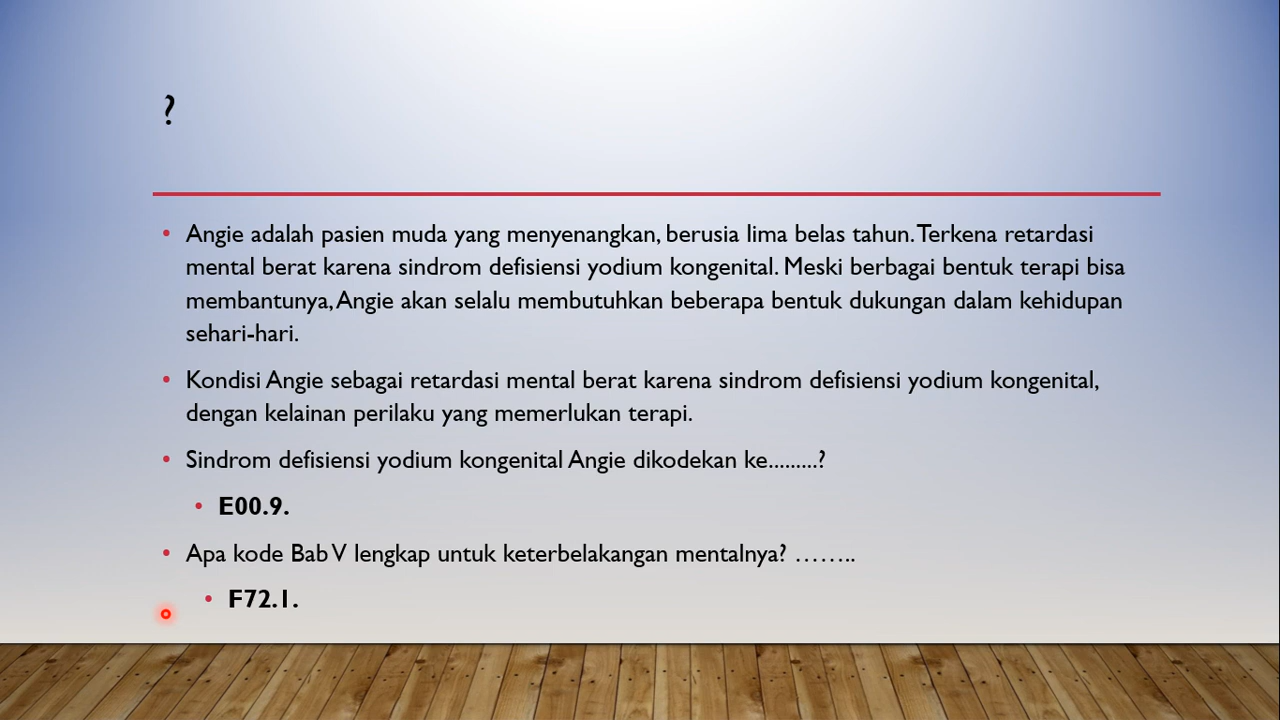 ?
• Angie adalah pasien muda yang menyenangkan, berusia lima belas tahun. Terkena retardasi
mental berat karena sindrom defisiensi yodium kongenital. Meski berbagai bentuk terapi bisa
membantunya, Angie akan selalu membutuhkan beberapa bentuk dukungan dalam kehidupan
sehari-hari.
• Kondisi Angie sebagai retardasi mental berat karena sindrom defisiensi yodium kongenital,
dengan kelainan perilaku yang memerlukan terapi.
• Sindrom defisiensi yodium kongenital Angie dikodekan ke.........?
• E00.9.
• Apa kode Bab V lengkap untuk keterbelakangan mentalnya? ........
• F72.1.